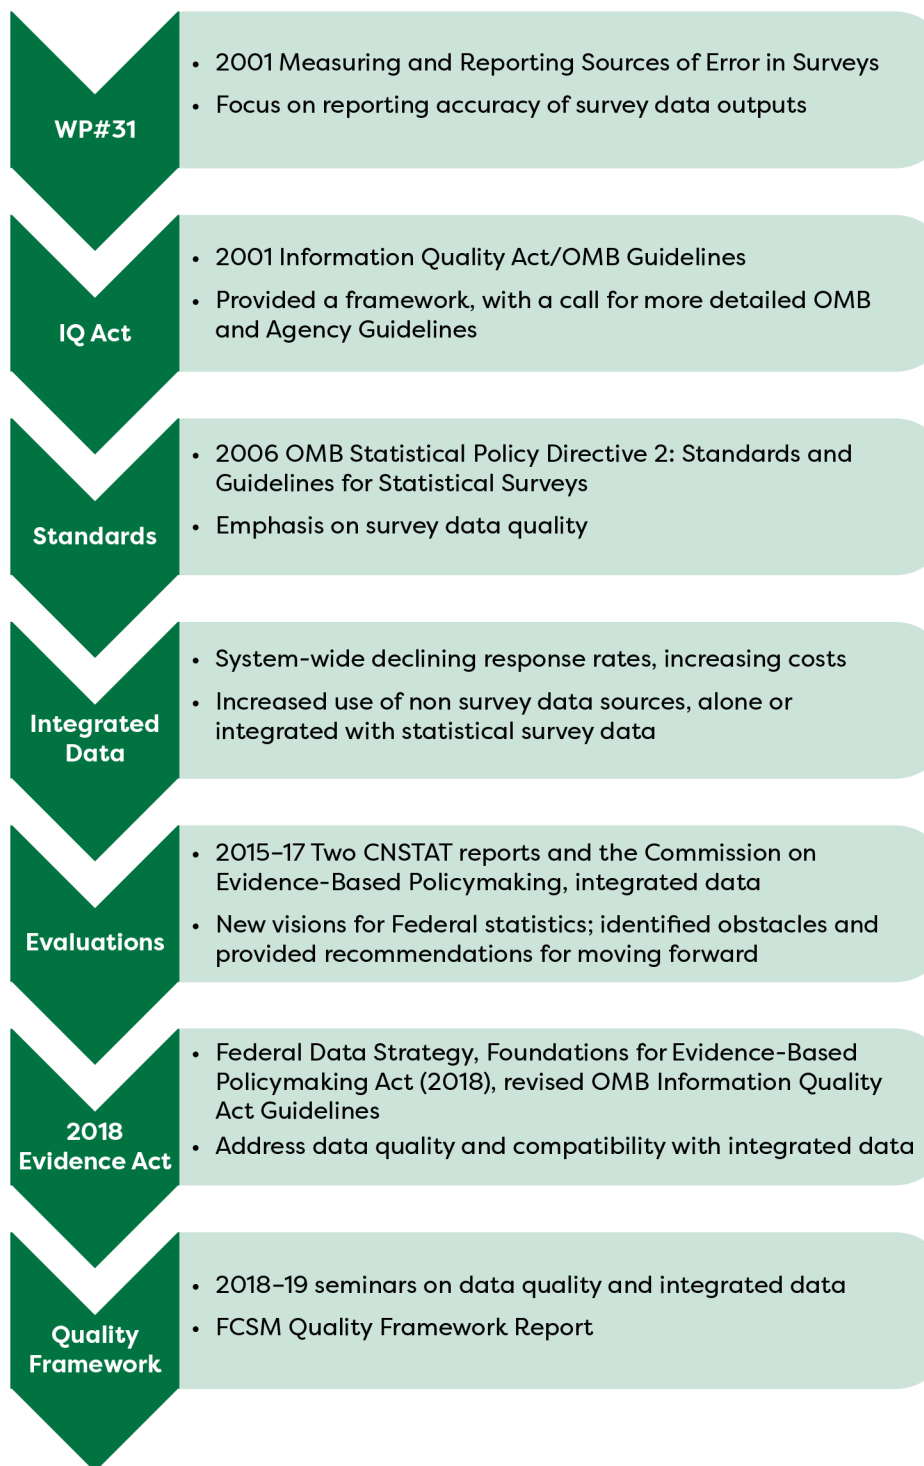 WP#31
• 2001 Measuring and Reporting Sources of Error in Surveys
• Focus on reporting accuracy of survey data outputs
IQ Act
• 2001 Information Quality Act/OMB Guidelines
• Provided a framework, with a call for more detailed OMB
and Agency Guidelines
Standards
• 2006 OMB Statistical Policy Directive 2: Standards and
Guidelines for Statistical Surveys
• Emphasis on survey data quality
Integrated
Data
• System-wide declining response rates, increasing costs
• Increased use of non survey data sources, alone or
integrated with statistical survey data
Evaluations
• 2015–17 Two CNSTAT reports and the Commission on
Evidence-Based Policymaking, integrated data
• New visions for Federal statistics; identified obstacles and
provided recommendations for moving forward
2018
Evidence Act
• Federal Data Strategy, Foundations for Evidence-Based
Policymaking Act (2018), revised OMB Information Quality
Act Guidelines
• Address data quality and compatibility with integrated data
Quality
Framework
• 2018–19 seminars on data quality and integrated data
• FCSM Quality Framework Report